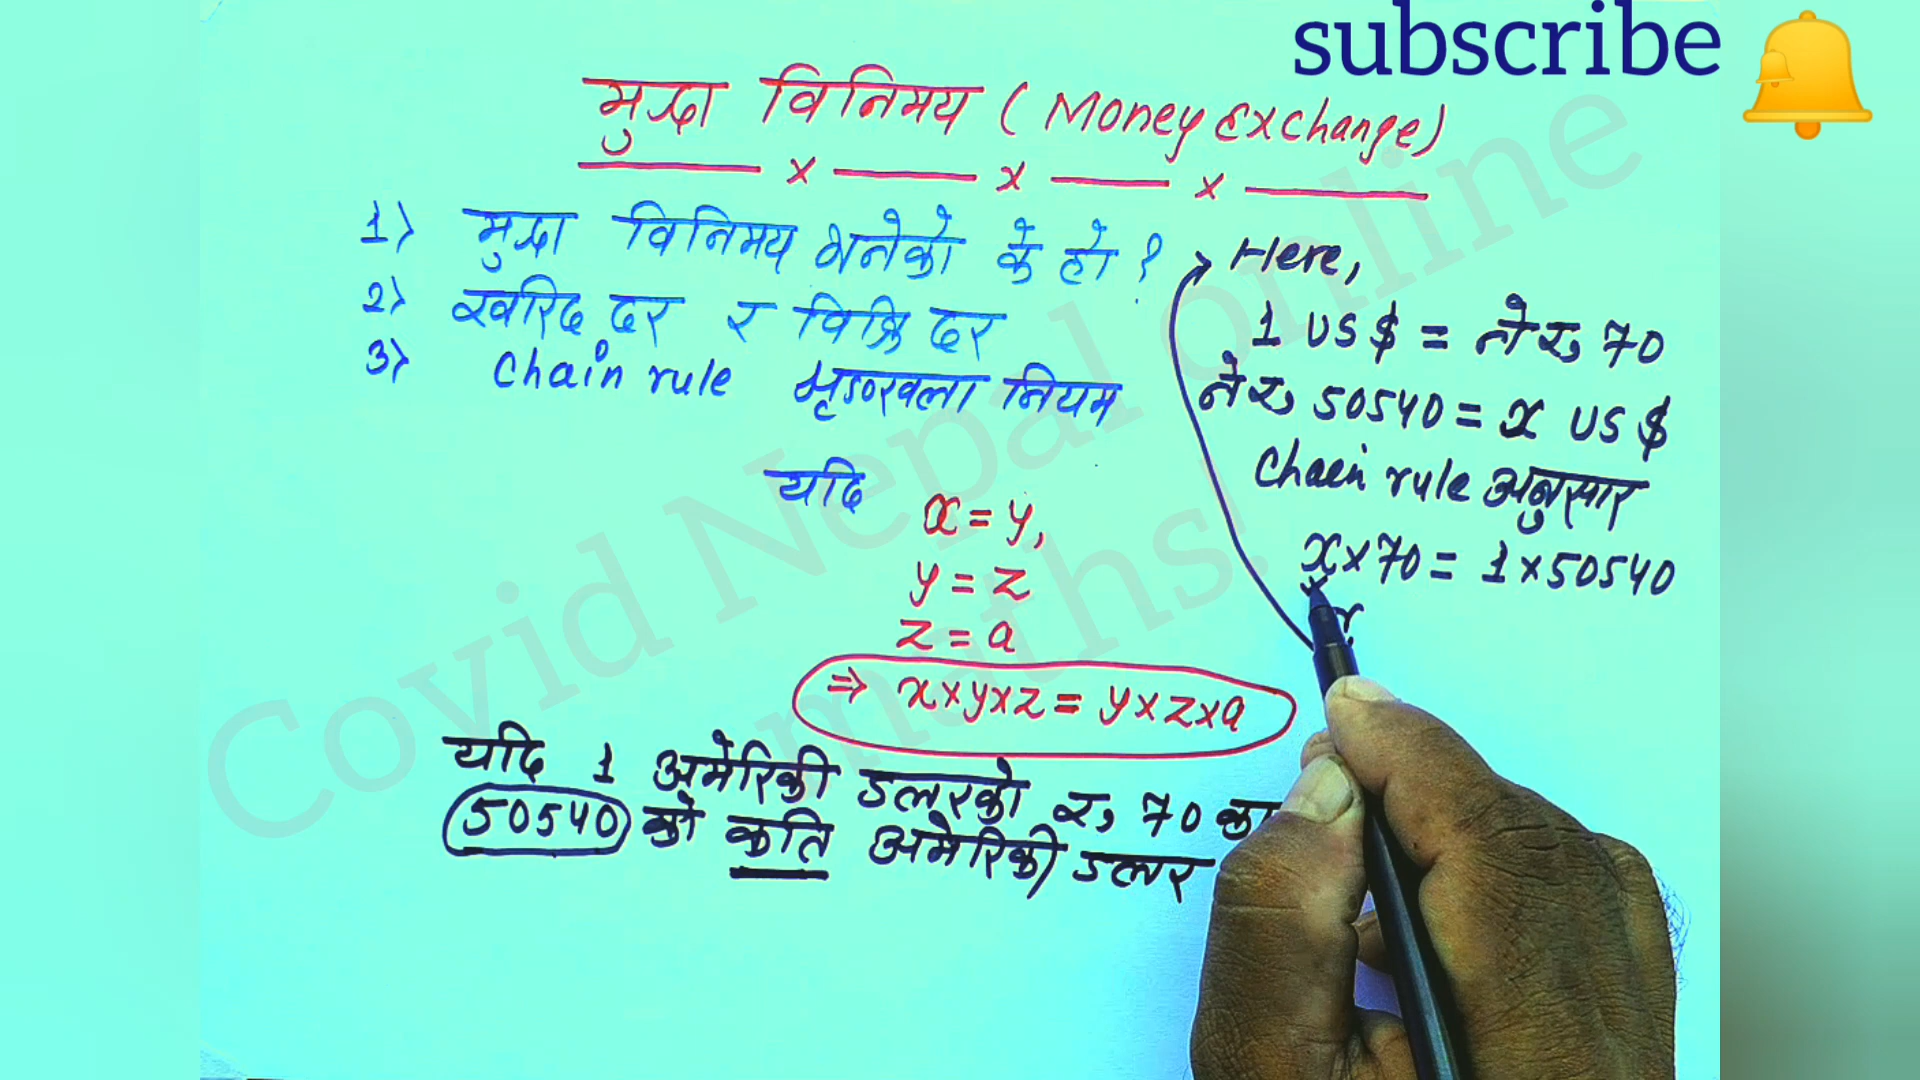 subscribe
मुद्रा विनिमय ( Money Exchange)
x x x
1) मुद्रा विनिमय भनेको के हो ?
2) खरिद दर र विक्रि दर
3) Chain rule
नियम
यदि
x = y,
y = z
z = a
⇒ x×y×z = y×z×a
यदि 1 अमेरिकी डलरको रु 70
50540 को कति अमेरिकी डलर
Here,
1 US $ = ने रु 70
ने रु 50540 = x US $
Chain rule अनुसार
x × 70 = 1 × 50540
Covid Nepal online
maths!